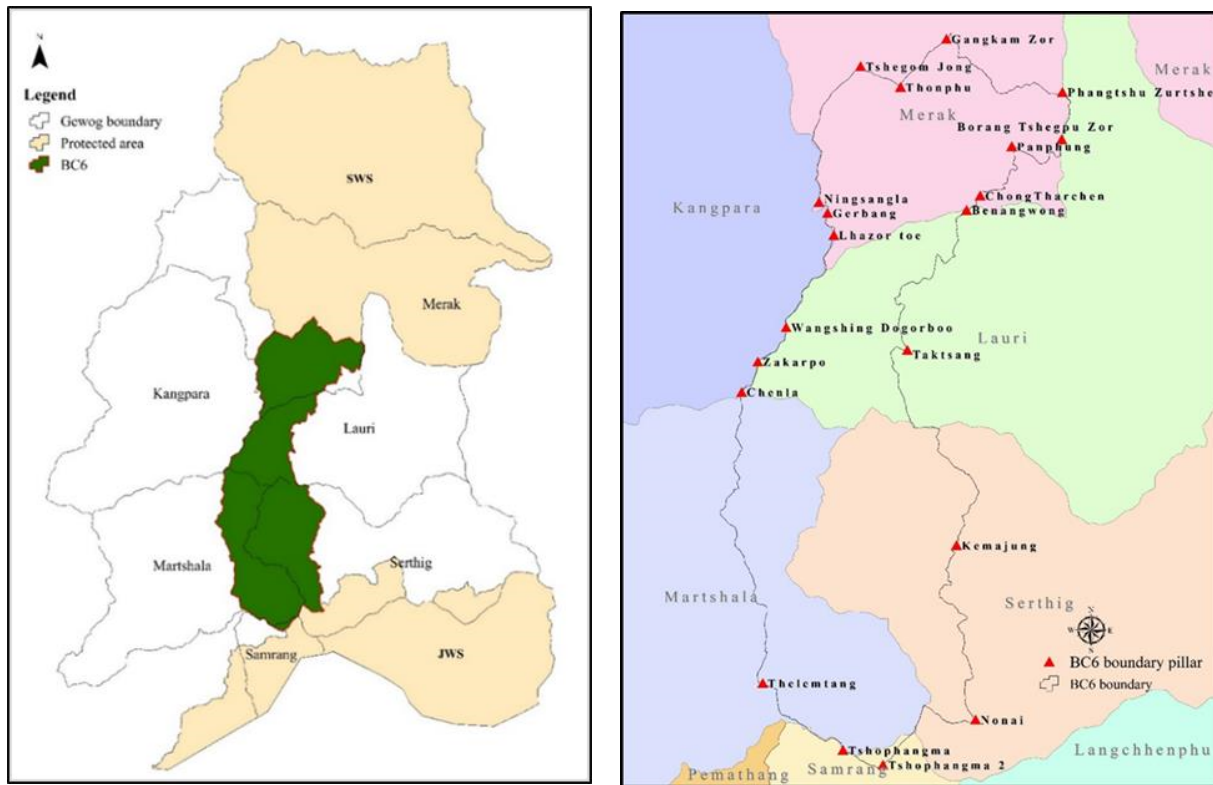 N
Legend
Gewog boundary
Protected area
BC6
SWS
Merak
Kangpara
Lauri
Martshala
Serthig
Samrang
JWS
Gangkam Zor
Tshegom Jong
Thonphu
Merak
Phangtshu Zurtshe
Merak
Borang Tshegpu Zor
Panphung
Kangpara
Ningsangla
ChongTharchen
Gerbang
Benangwong
Lhazor toe
Wangshing Dogorboo
Lauri
Taktsang
Zakarpo
Chenla
Kemajung
Martshala
Serthig
N
W E
S
BC6 boundary pillar
BC6 boundary
Thelemtang
Nonai
Tshophangma
Langchhenphu
Samrang
Tshophangma 2
Pemathang